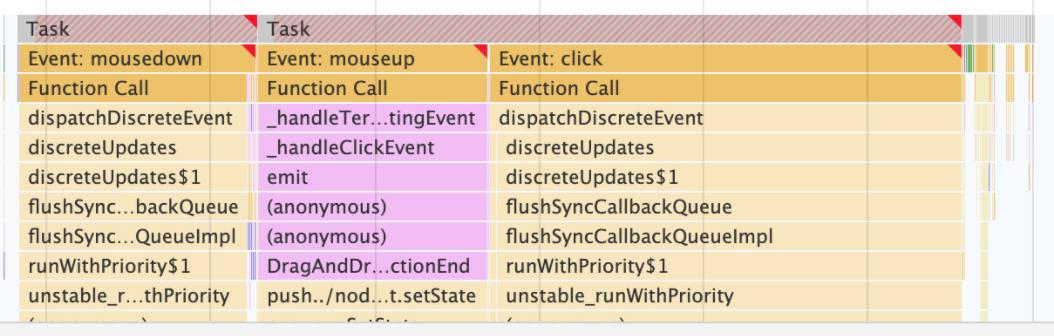 Task Task
Event: mousedown Event: mouseup Event: click
Function Call Function Call Function Call
dispatchDiscreteEvent _handleTer…tingEvent dispatchDiscreteEvent
discreteUpdates _handleClickEvent discreteUpdates
discreteUpdates$1 emit discreteUpdates$1
flushSync…backQueue (anonymous) flushSyncCallbackQueue
flushSync…QueueImpl (anonymous) flushSyncCallbackQueueImpl
runWithPriority$1 DragAndDr…ctionEnd runWithPriority$1
unstable_r…thPriority push../nod…t.setState unstable_runWithPriority